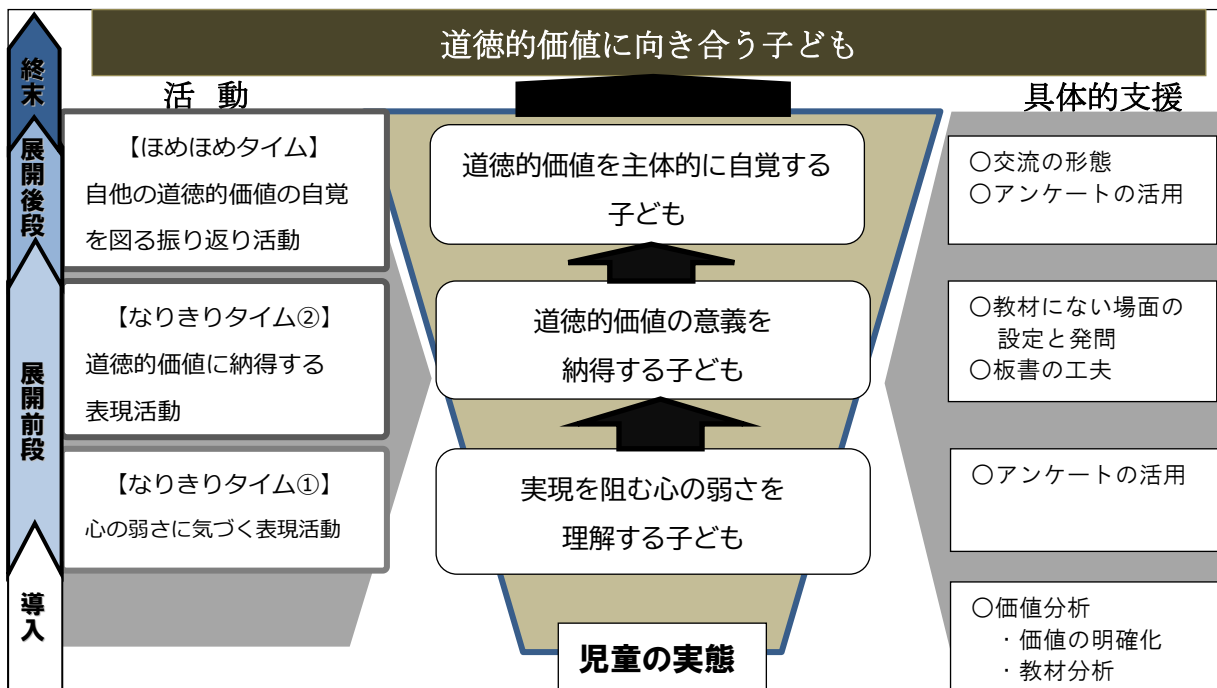 道徳的価値に向き合う子ども
終末
展開後段
展開前段
導入
活 動
【ほめほめタイム】
自他の道徳的価値の自覚
を図る振り返り活動
【なりきりタイム②】
道徳的価値に納得する
表現活動
【なりきりタイム①】
心の弱さに気づく表現活動
道徳的価値を主体的に自覚する
子ども
道徳的価値の意義を
納得する子ども
実現を阻む心の弱さを
理解する子ども
児童の実態
具体的支援
○交流の形態
○アンケートの活用
○教材にない場面の
設定と発問
○板書の工夫
○アンケートの活用
○価値分析
・価値の明確化
・教材分析